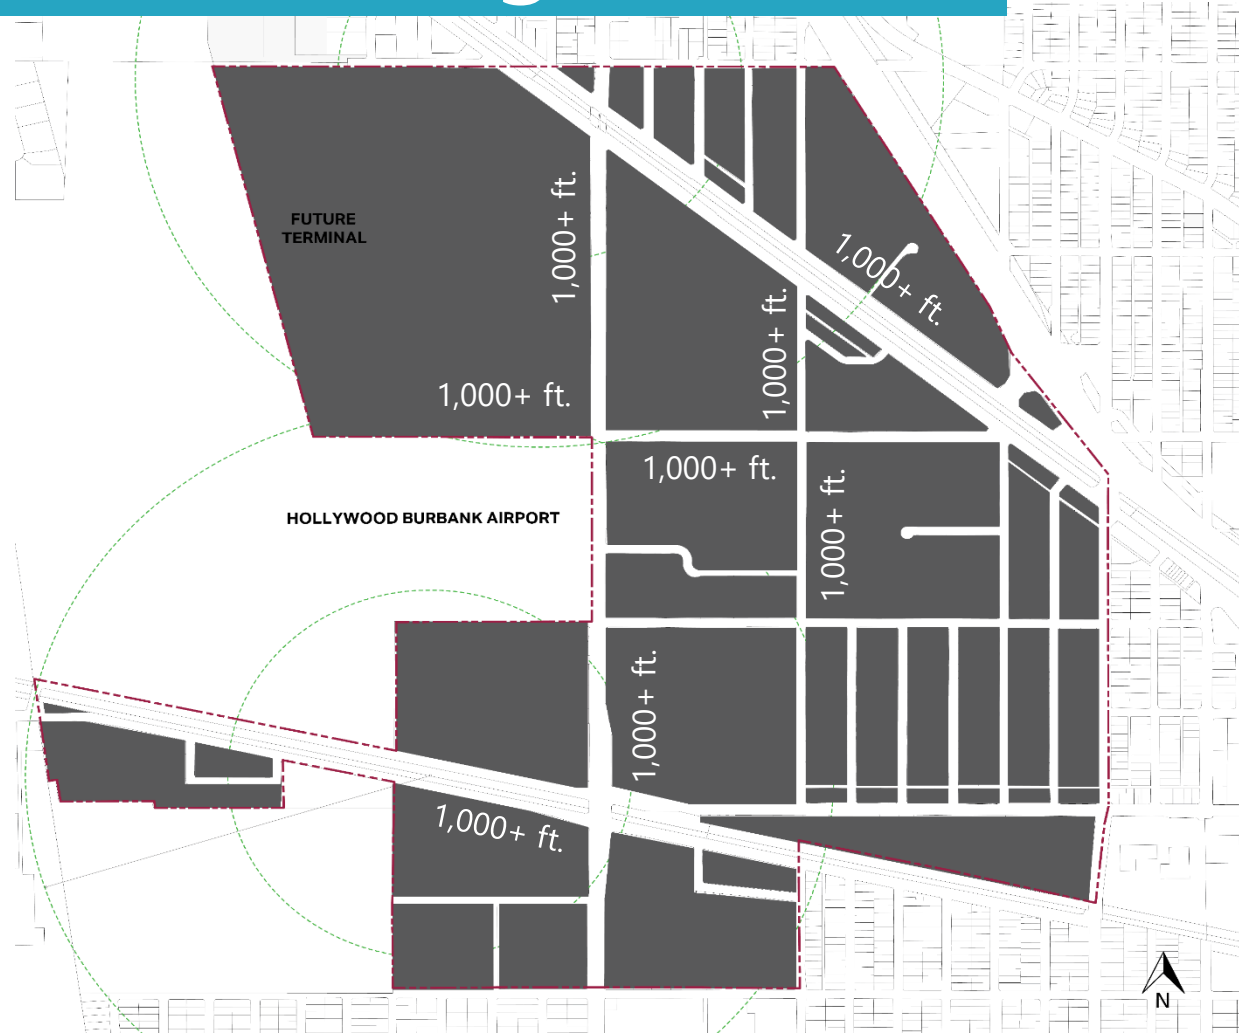 FUTURE
TERMINAL
1,000+ ft.
1,000+ ft.
1,000+ ft.
1,000+ ft.
1,000+ ft.
1,000+ ft.
HOLLYWOOD BURBANK AIRPORT
1,000+ ft.
1,000+ ft.
1,000+ ft.
N